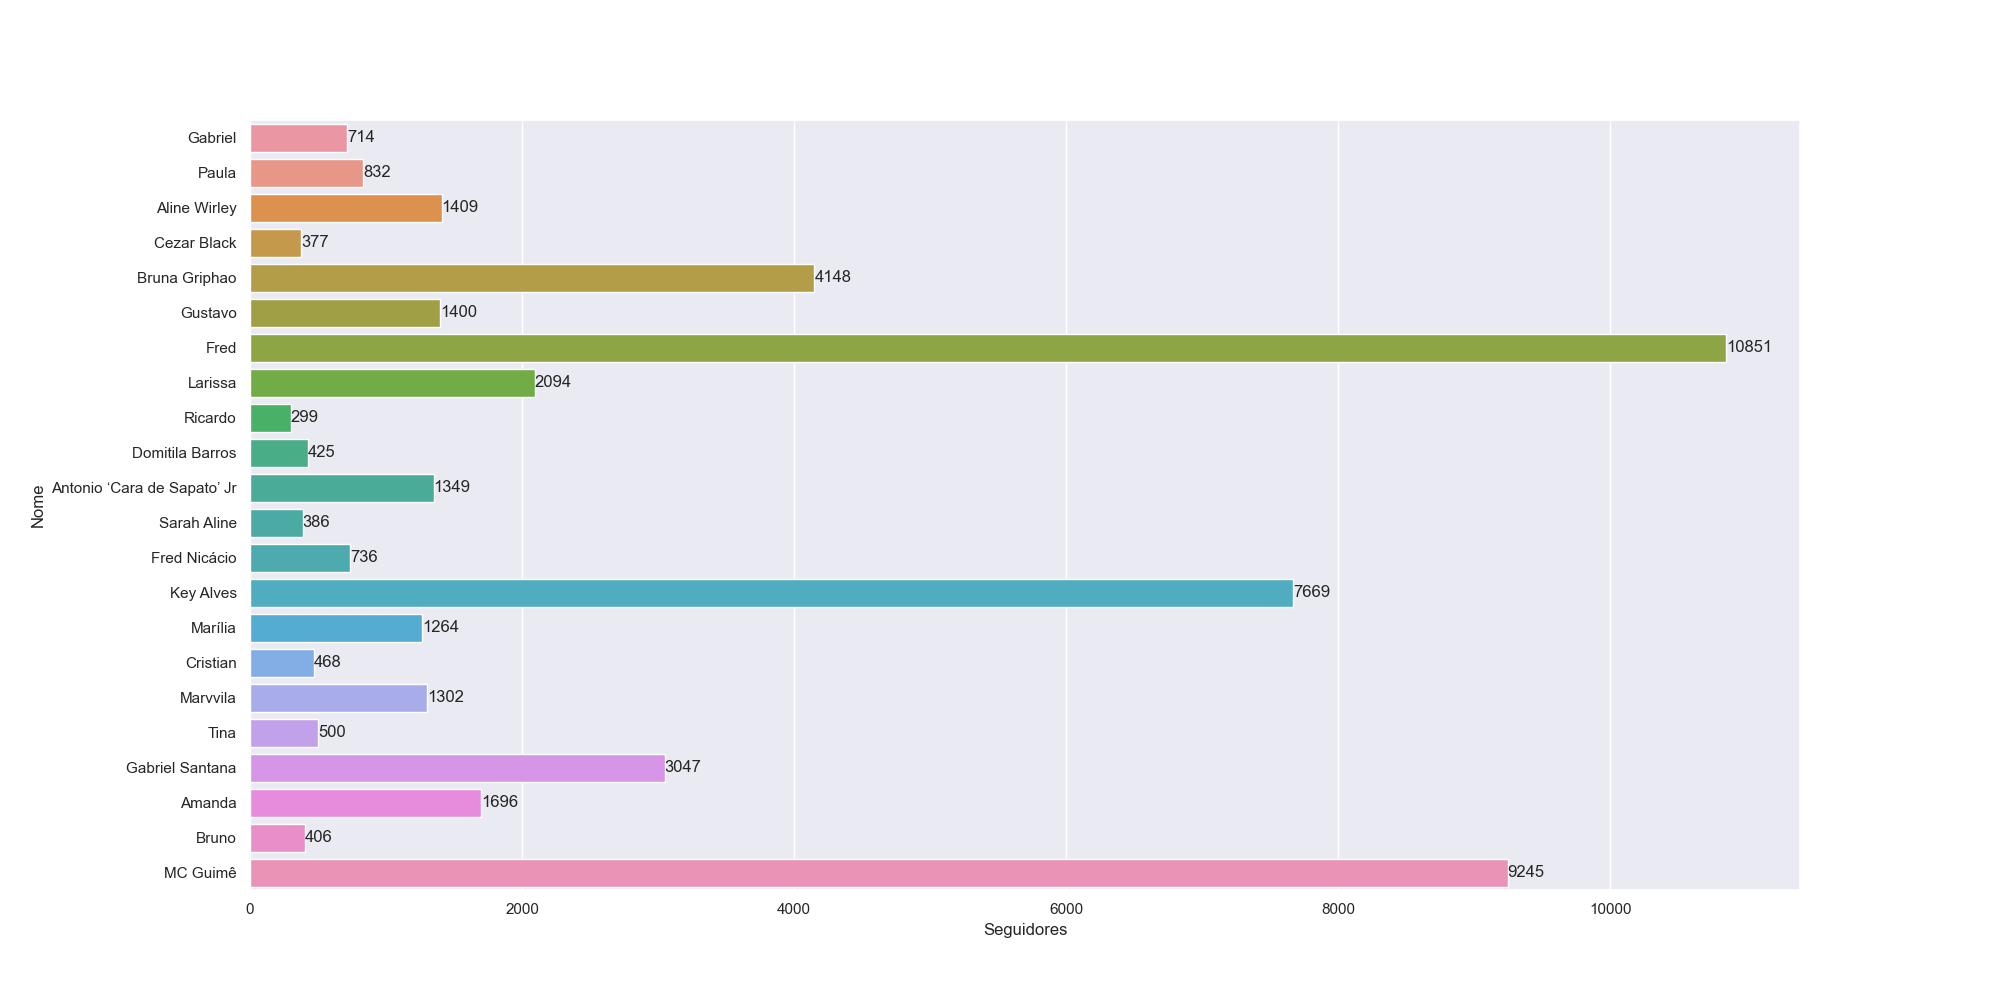 Gabriel 714
Paula 832
Aline Wirley 1409
Cezar Black 377
Bruna Griphao 4148
Gustavo 1400
Fred 10851
Larissa 2094
Ricardo 299
Domitila Barros 425
Antonio ‘Cara de Sapato’ Jr 1349
Sarah Aline 386
Fred Nicácio 736
Key Alves 7669
Marília 1264
Cristian 468
Marvvila 1302
Tina 500
Gabriel Santana 3047
Amanda 1696
Bruno 406
MC Guimê 9245
Nome
0 2000 4000 6000 8000 10000
Seguidores